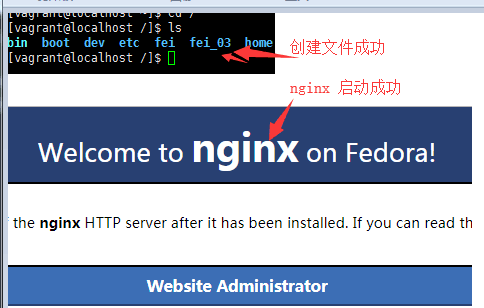 [vagrant@localhost ~]$ cd /
[vagrant@localhost /]$ ls
bin boot dev etc fei fei_03 home
[vagrant@localhost /]$
创建文件成功
nginx 启动成功
Welcome to nginx on Fedora!
the nginx HTTP server after it has been installed. If you can read th
Website Administrator